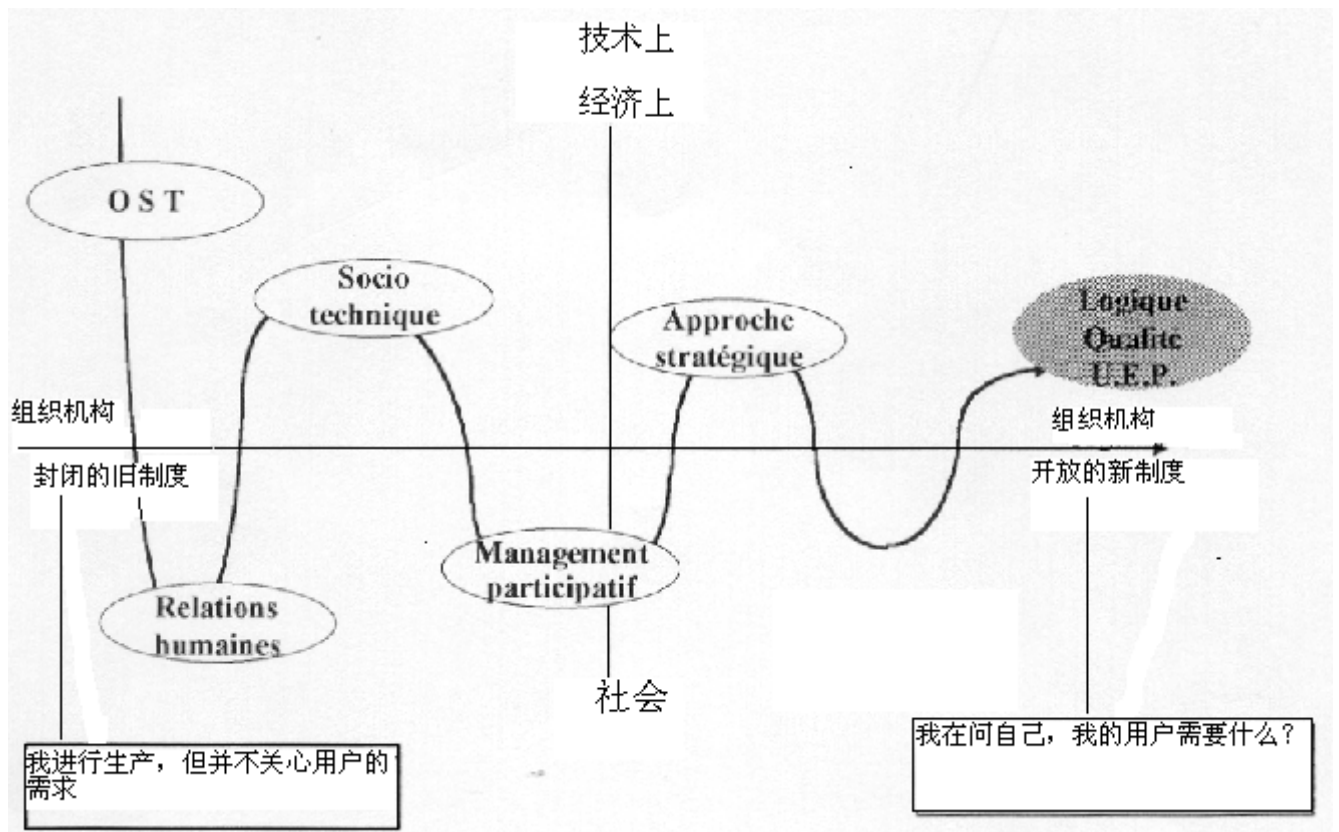 技术上
经济上
O S T
Socio
technique
Approche
stratégique
Logique
Qualité
U.E.P.
组织机构
组织机构
封闭的旧制度
开放的新制度
Management
participatif
Relations
humaines
社会
我进行生产，但并不关心用户的
需求
我在问自己，我的用户需要什么？